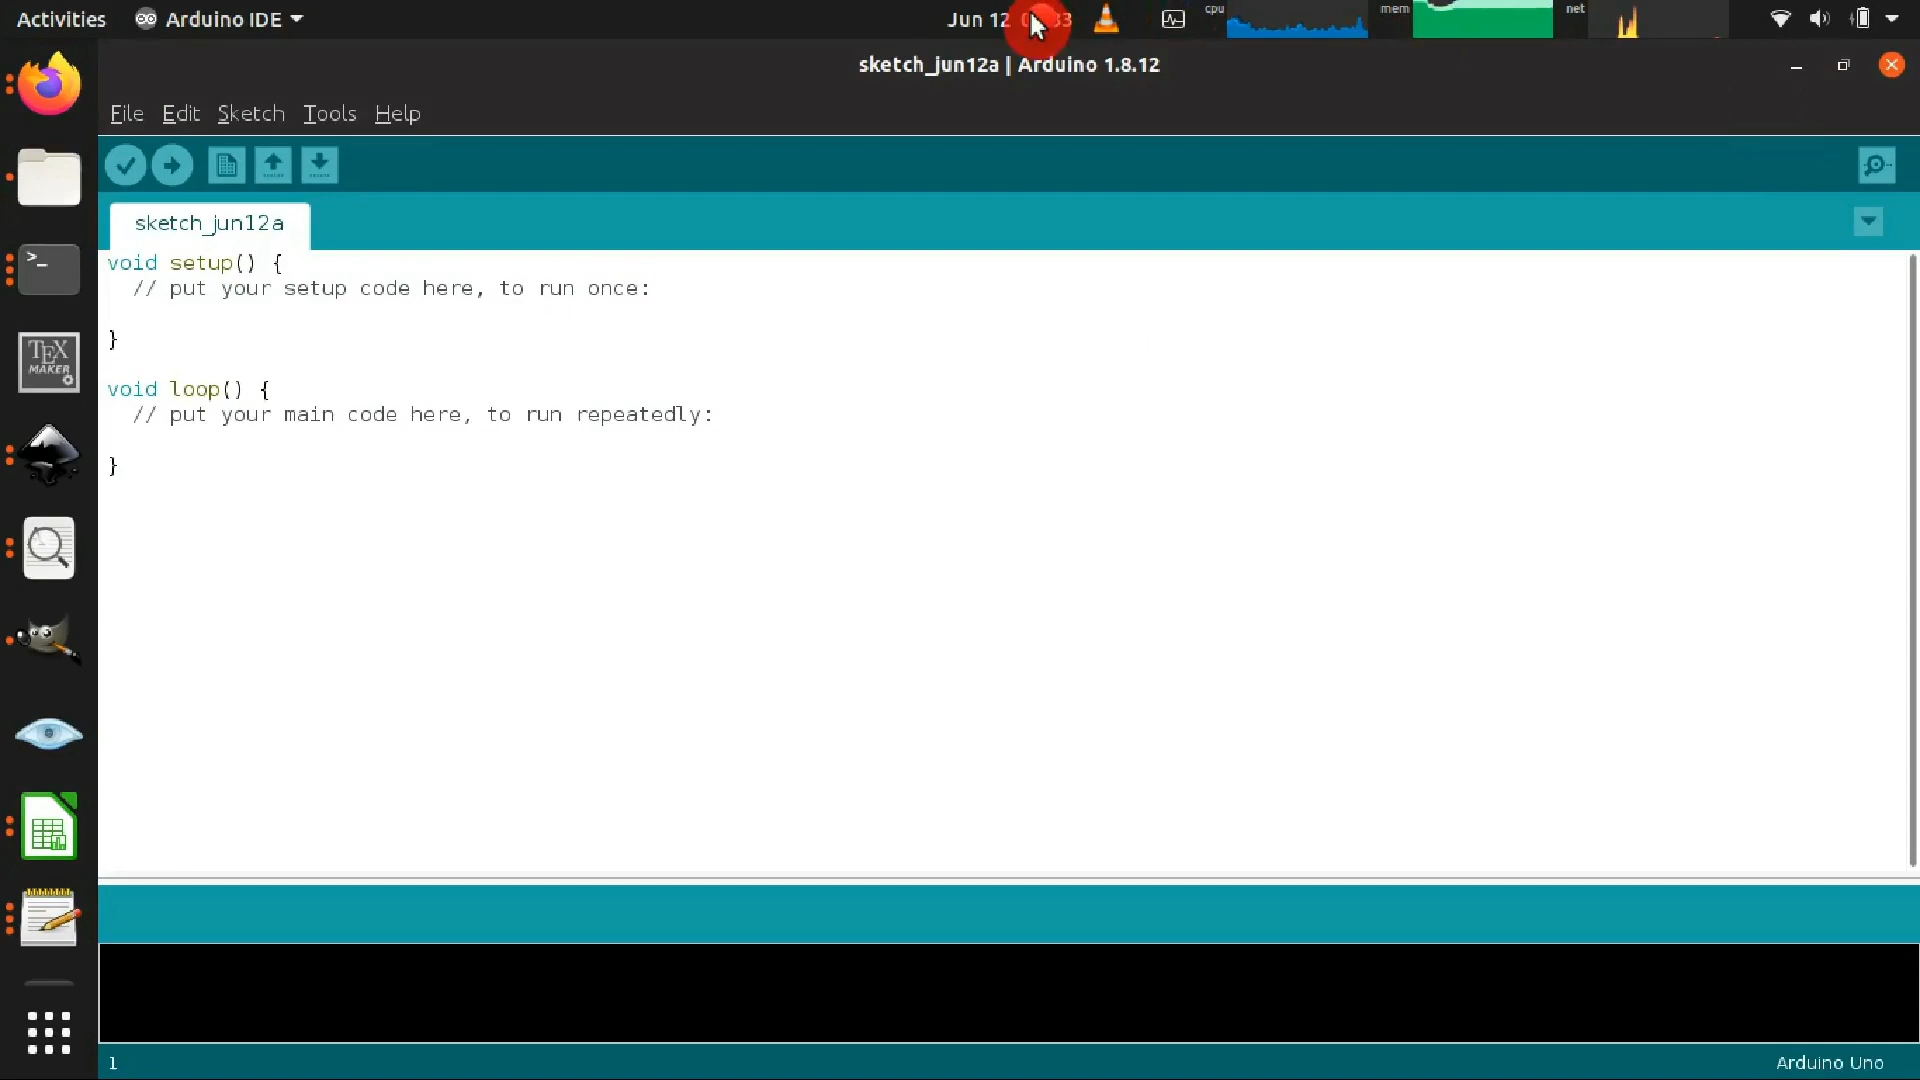 Activities
Arduino IDE
Jun 12
cpu
mem
net
sketch_jun12a | Arduino 1.8.12
File Edit Sketch Tools Help
sketch_jun12a
void setup() {
// put your setup code here, to run once:
}
void loop() {
// put your main code here, to run repeatedly:
}
>_
TEX
MAKER
1
Arduino Uno